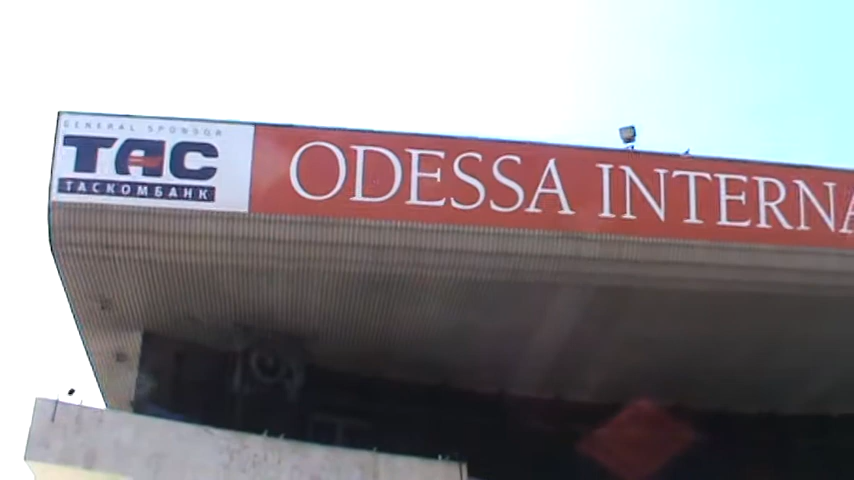 GENERAL SPONSOR
ТАС
ТАСКОМБАНК
ODESSA INTERNA